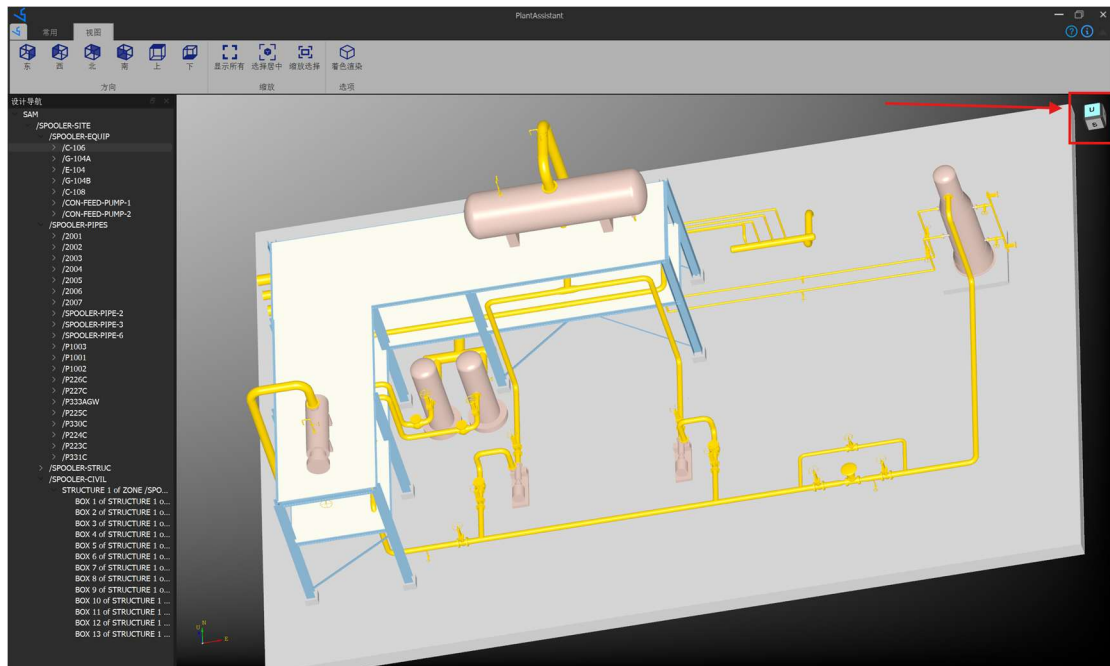 PlantAssistant
常用 视图
东 西 北 南 上 下 显示所有 选择居中 缩放选择 着色渲染
方向 缩放 选项
设计导航
SAM
/SPOOLER-SITE
/SPOOLER-EQUIP
/C-106
/G-104A
/E-104
/G-104B
/C-108
/CON-FEED-PUMP-1
/CON-FEED-PUMP-2
/SPOOLER-PIPES
/2001
/2002
/2003
/2004
/2005
/2006
/2007
/SPOOLER-PIPE-2
/SPOOLER-PIPE-3
/SPOOLER-PIPE-6
/P1003
/P1001
/P1002
/P226C
/P227C
/P333AGW
/P225C
/P330C
/P224C
/P223C
/P331C
/SPOOLER-STRUC
/SPOOLER-CIVIL
STRUCTURE 1 of ZONE /SPO...
BOX 1 of STRUCTURE 1 o...
BOX 2 of STRUCTURE 1 o...
BOX 3 of STRUCTURE 1 o...
BOX 4 of STRUCTURE 1 o...
BOX 5 of STRUCTURE 1 o...
BOX 6 of STRUCTURE 1 o...
BOX 7 of STRUCTURE 1 o...
BOX 8 of STRUCTURE 1 o...
BOX 9 of STRUCTURE 1 o...
BOX 10 of STRUCTURE 1 ...
BOX 11 of STRUCTURE 1 ...
BOX 12 of STRUCTURE 1 ...
BOX 13 of STRUCTURE 1 ...
U
S
N
U
E